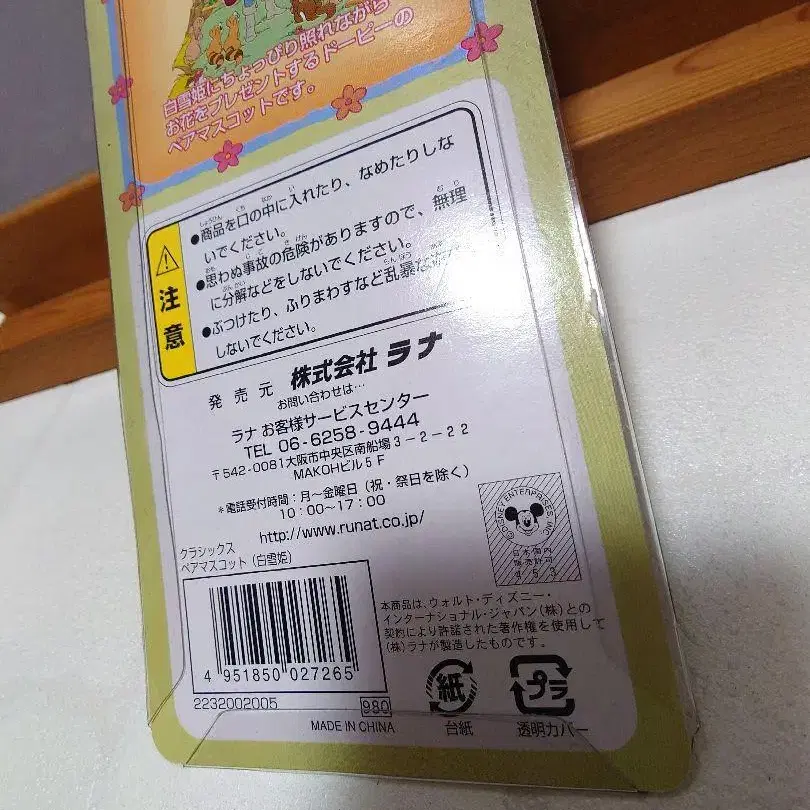 白雪姫にちょっぴり照れながら
お花をプレゼントするドーピーの
ペアマスコットです。
注意
●商品を口の中に入れたり、なめたりしな
いでください。
●思わぬ事故の危険がありますので、無理
に分解などをしないでください。
●ぶつけたり、ふりまわすなど乱暴な
しないでください。
発売元 株式会社 ラナ
お問い合わせは…
ラナ お客様サービスセンター
TEL 06-6258-9444
〒542-0081大阪市中央区南船場3-2-22
MAKOHビル5F
*電話受付時間:月~金曜日(祝・祭日を除く)
10:00~17:00
http://www.runat.co.jp/
©DISNEY ENTERPRISES, INC.
日本国内
販売許可
453
クラシックス
ペアマスコット(白雪姫)
4 951850 027265
2232002005 980
MADE IN CHINA
本商品は、ウォルト・ディズニー・
インターナショナル・ジャパン(株)との
契約により許諾された著作権を使用して
(株)ラナが製造したものです。
紙
台紙
プラ
透明カバー